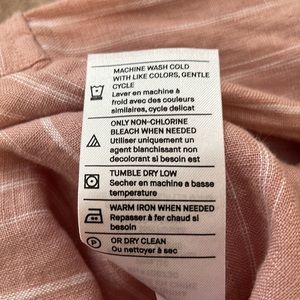 MACHINE WASH COLD
WITH LIKE COLORS, GENTLE
CYCLE
Laver en machine à
froid avec des couleurs
similaires, cycle delicat
ONLY NON-CHLORINE
BLEACH WHEN NEEDED
Utiliser uniquement un
agent blanchissant non
decolorant si besoin est
TUMBLE DRY LOW
Secher en machine a basse
temperature
WARM IRON WHEN NEEDED
Repasser à fer chaud si
besoin
P
OR DRY CLEAN
Ou nettoyer à sec